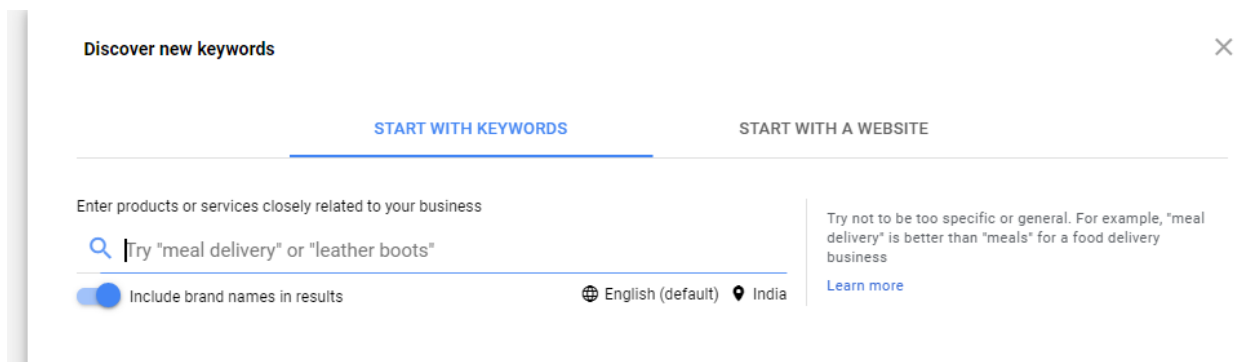 Discover new keywords
START WITH KEYWORDS
START WITH A WEBSITE
Enter products or services closely related to your business
Try "meal delivery" or "leather boots"
Include brand names in results
English (default)
India
Try not to be too specific or general. For example, "meal
delivery" is better than "meals" for a food delivery
business
Learn more